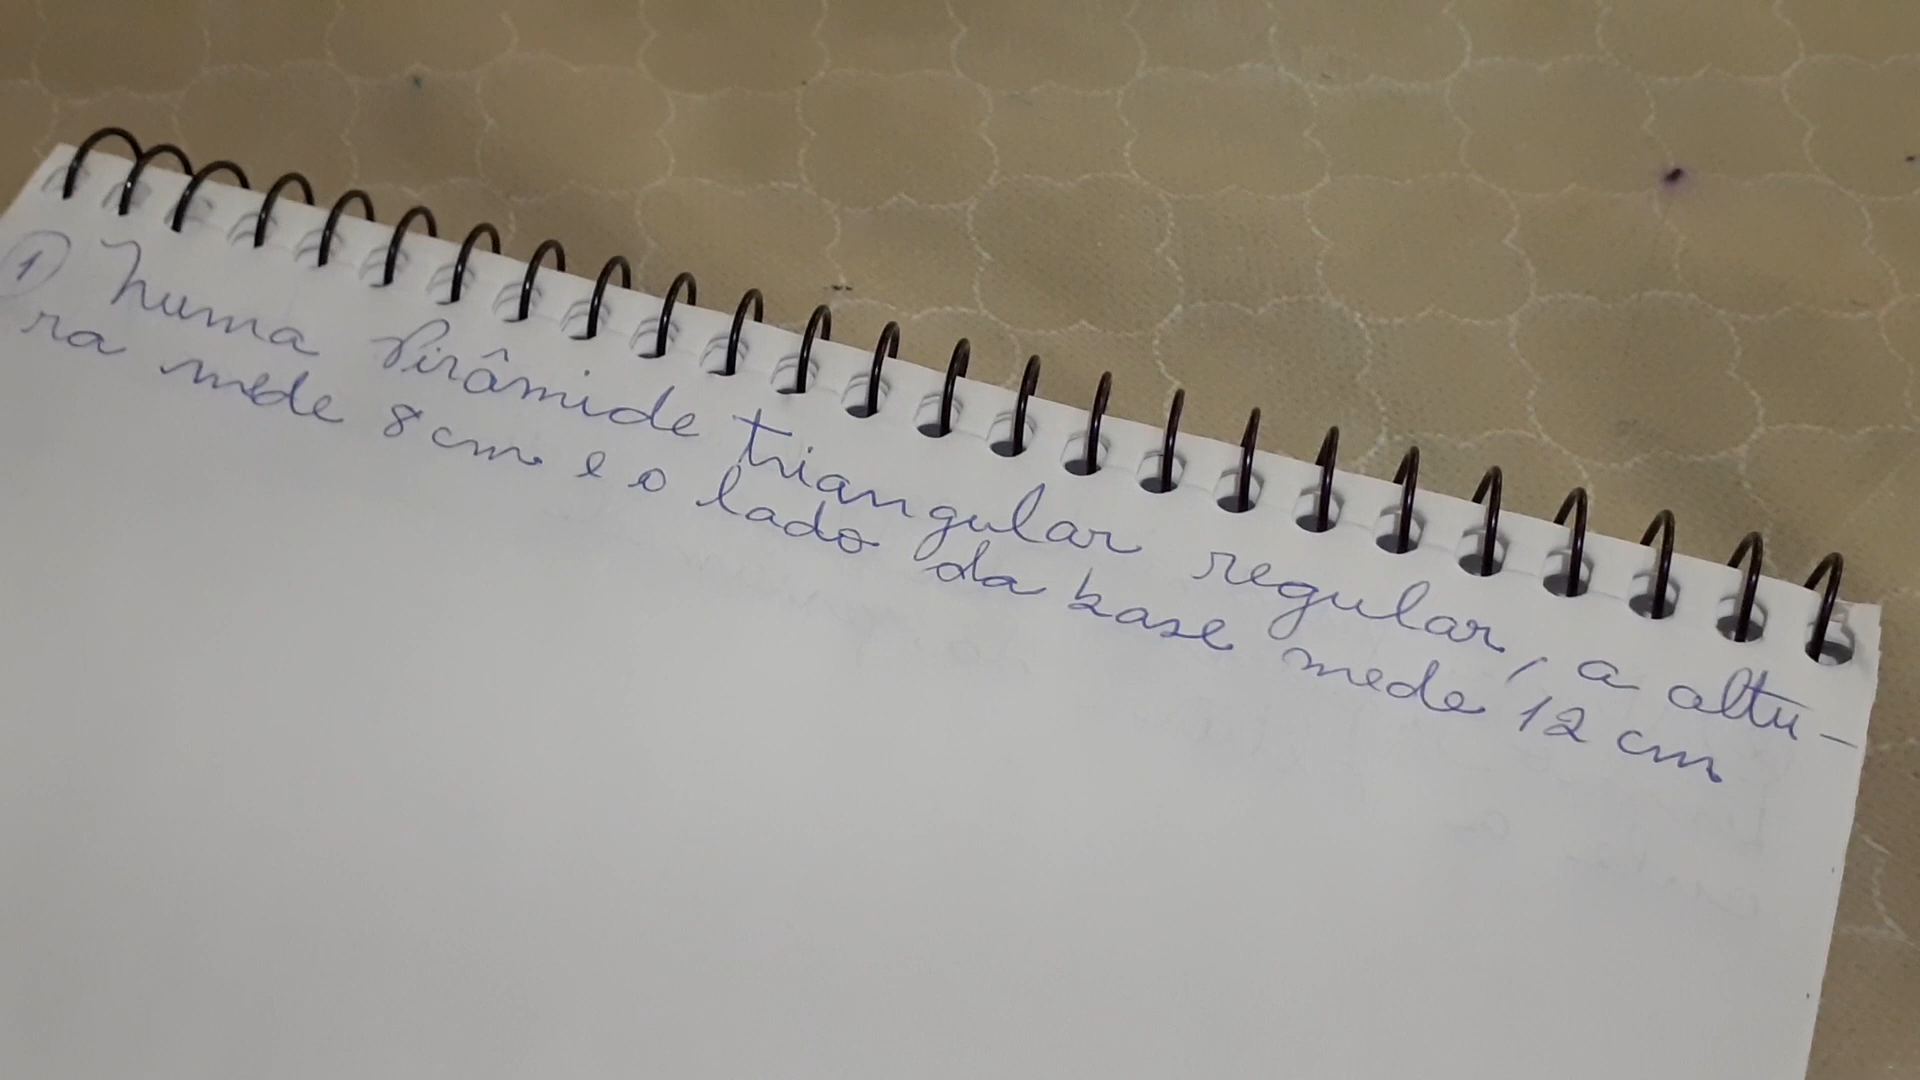 ① Numa Pirâmide triangular regular, a altu-
ra mede 8 cm e o lado da base mede 12 cm